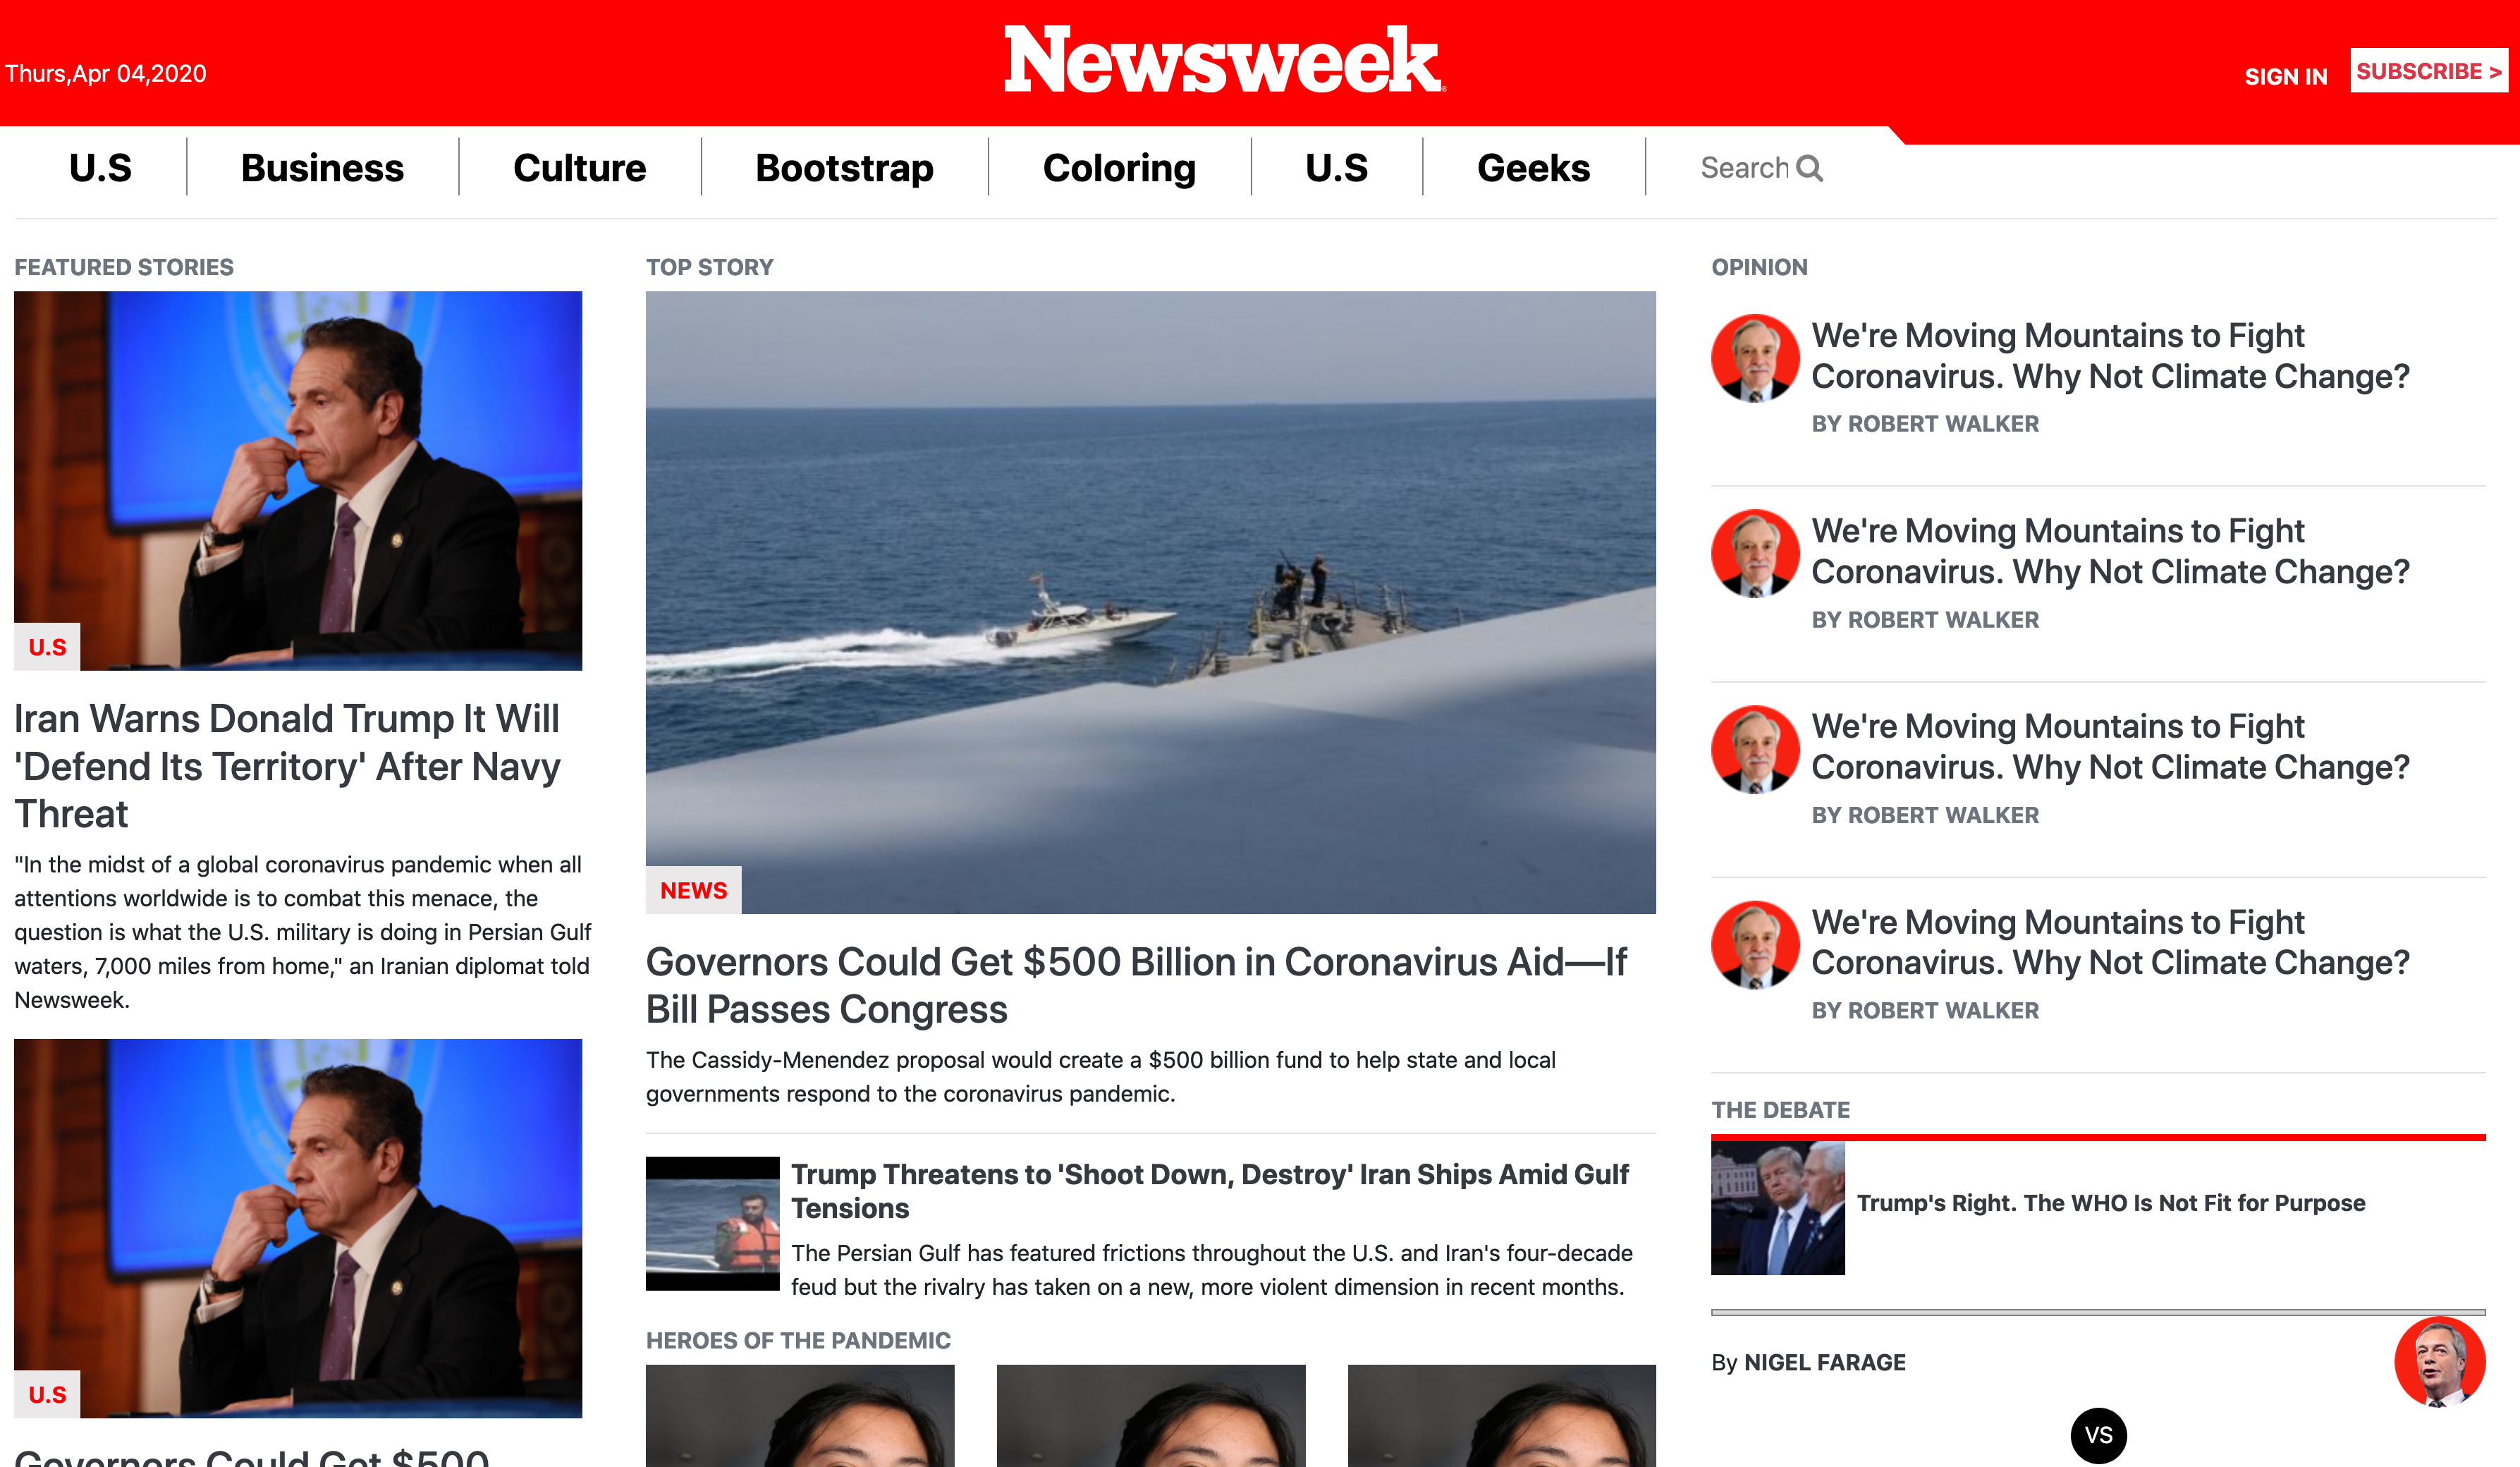 Thurs,Apr 04,2020
Newsweek
SIGN IN
SUBSCRIBE >
U.S
Business
Culture
Bootstrap
Coloring
U.S
Geeks
Search
FEATURED STORIES
U.S
Iran Warns Donald Trump It Will
'Defend Its Territory' After Navy
Threat
"In the midst of a global coronavirus pandemic when all
attentions worldwide is to combat this menace, the
question is what the U.S. military is doing in Persian Gulf
waters, 7,000 miles from home," an Iranian diplomat told
Newsweek.
U.S
Governors Could Get $500
TOP STORY
NEWS
Governors Could Get $500 Billion in Coronavirus Aid—If
Bill Passes Congress
The Cassidy-Menendez proposal would create a $500 billion fund to help state and local
governments respond to the coronavirus pandemic.
Trump Threatens to 'Shoot Down, Destroy' Iran Ships Amid Gulf
Tensions
The Persian Gulf has featured frictions throughout the U.S. and Iran's four-decade
feud but the rivalry has taken on a new, more violent dimension in recent months.
HEROES OF THE PANDEMIC
OPINION
We're Moving Mountains to Fight
Coronavirus. Why Not Climate Change?
BY ROBERT WALKER
We're Moving Mountains to Fight
Coronavirus. Why Not Climate Change?
BY ROBERT WALKER
We're Moving Mountains to Fight
Coronavirus. Why Not Climate Change?
BY ROBERT WALKER
We're Moving Mountains to Fight
Coronavirus. Why Not Climate Change?
BY ROBERT WALKER
THE DEBATE
Trump's Right. The WHO Is Not Fit for Purpose
By NIGEL FARAGE
VS